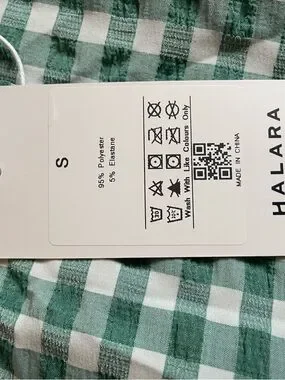 S
95% Polyester
5% Elastane
Wash With Like Colours Only
MADE IN CHINA
HALARA